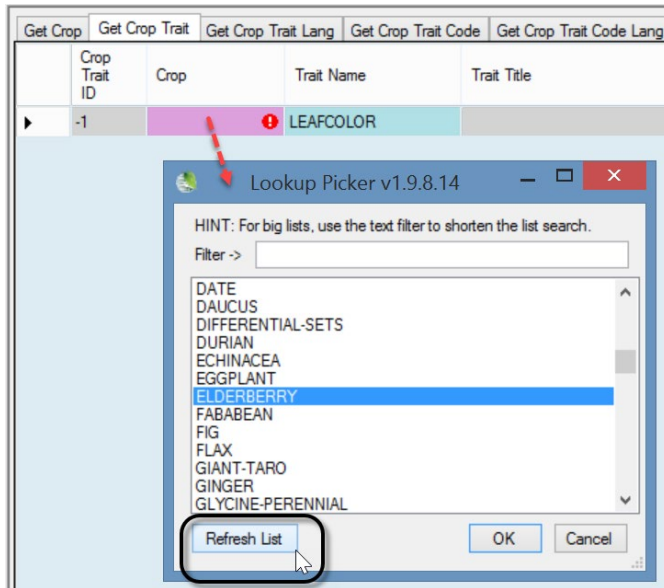 Get Crop Get Crop Trait Get Crop Trait Lang Get Crop Trait Code Get Crop Trait Code Lang
Crop
Trait
ID
Crop
Trait Name
Trait Title
-1
LEAFCOLOR
Lookup Picker v1.9.8.14
HINT: For big lists, use the text filter to shorten the list search.
Filter ->
DATE
DAUCUS
DIFFERENTIAL-SETS
DURIAN
ECHINACEA
EGGPLANT
ELDERBERRY
FABABEAN
FIG
FLAX
GIANT-TARO
GINGER
GLYCINE-PERENNIAL
Refresh List OK Cancel